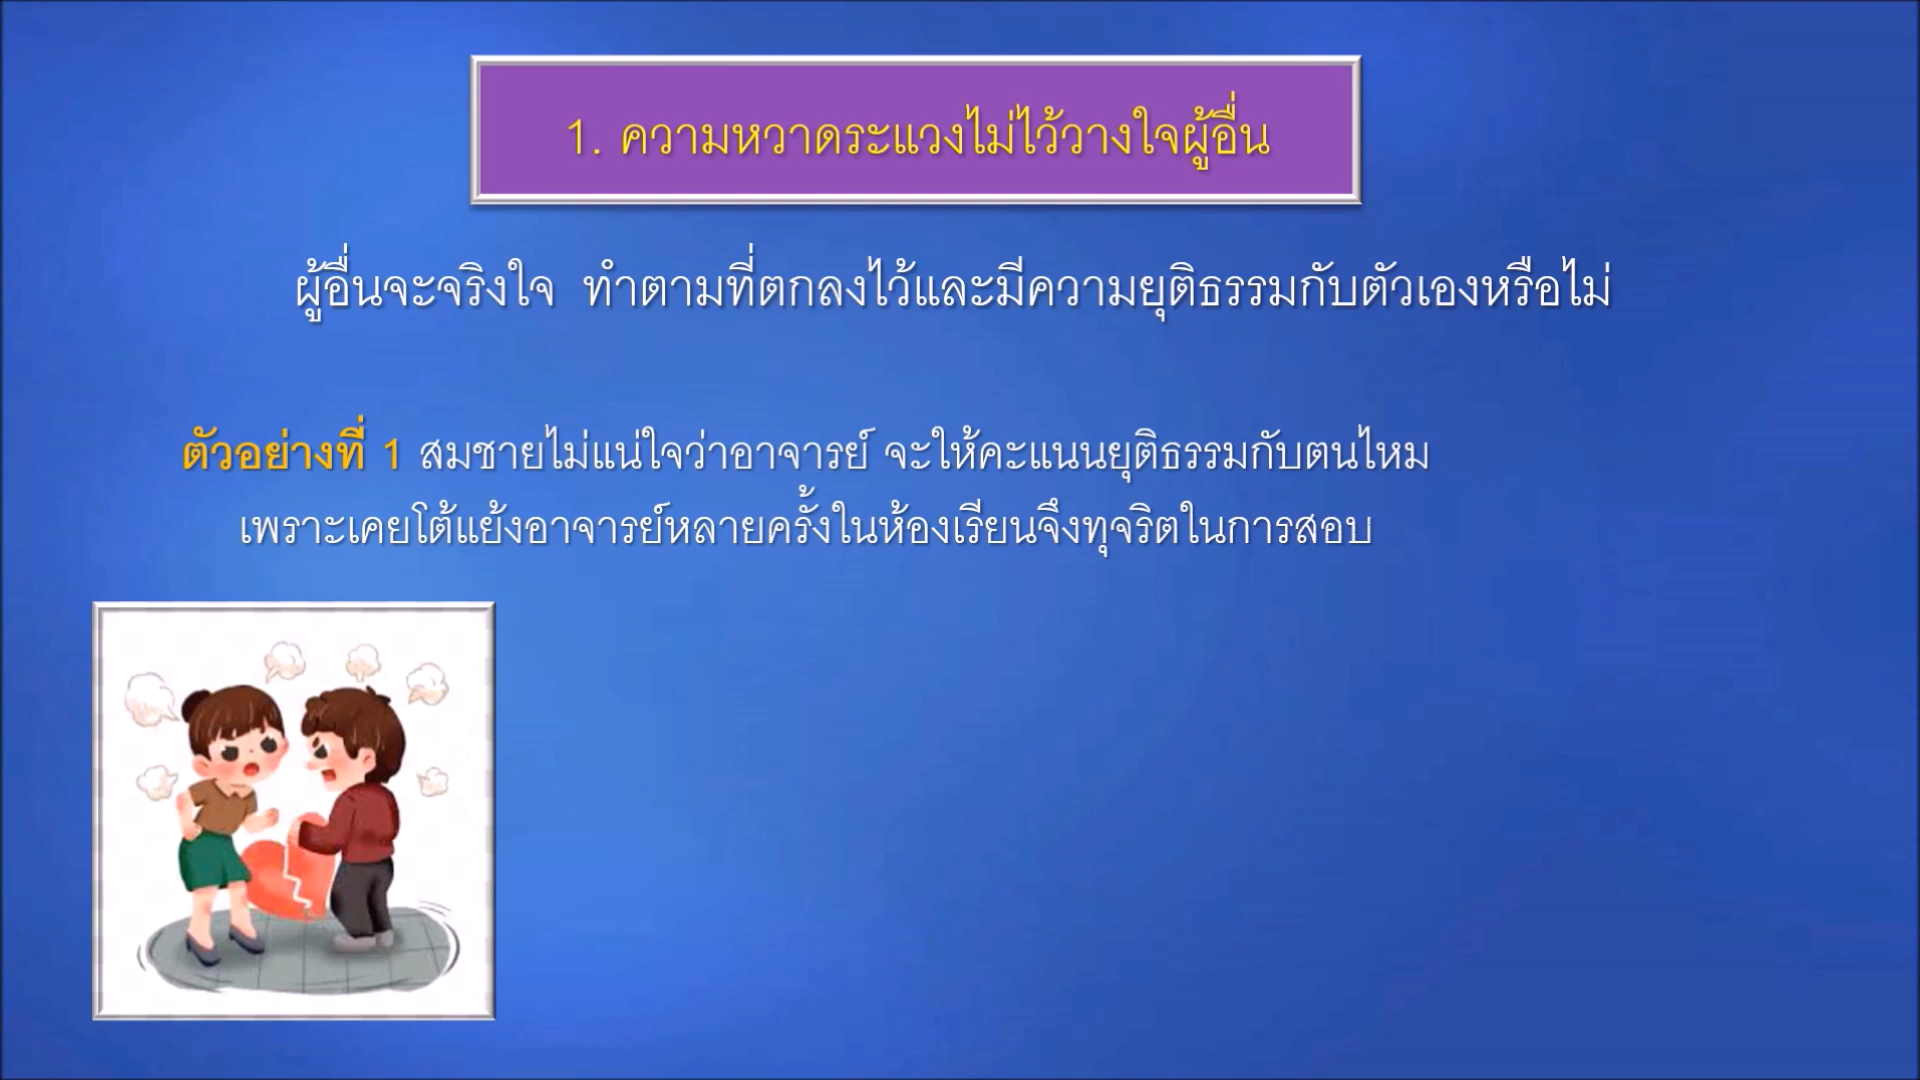 1. ความหวาดระแวงไม่ไว้วางใจผู้อื่น
ผู้อื่นจะจริงใจ ทำตามที่ตกลงไว้และมีความยุติธรรมกับตัวเองหรือไม่
ตัวอย่างที่ 1 สมชายไม่แน่ใจว่าอาจารย์ จะให้คะแนนยุติธรรมกับตนไหม
เพราะเคยโต้แย้งอาจารย์หลายครั้งในห้องเรียนจึงทุจริตในการสอบ